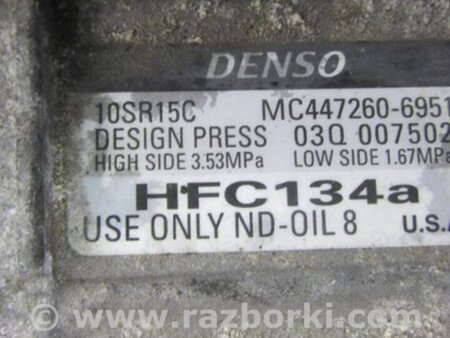 DENSO
10SR15C MC447260-6951
DESIGN PRESS 03Q 007502
HIGH SIDE 3.53MPa LOW SIDE 1.67MPa
HFC134a
USE ONLY ND-OIL 8 U.S.A
© www.razborki.com